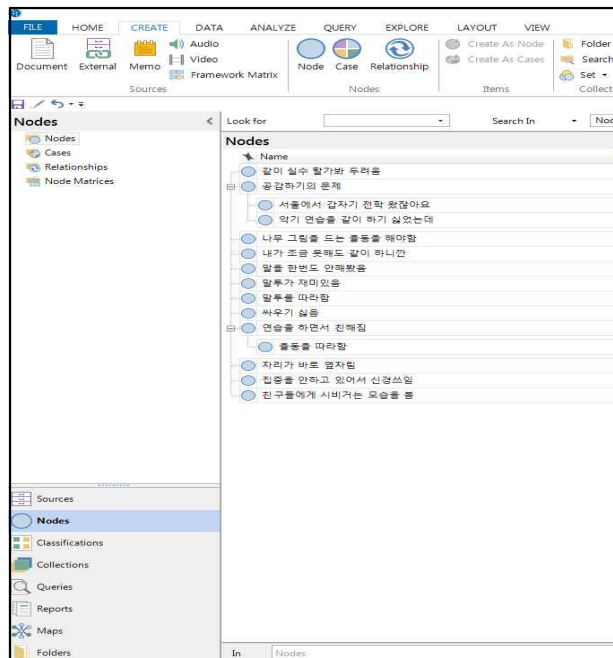 FILE HOME CREATE DATA ANALYZE QUERY EXPLORE LAYOUT VIEW
Document External Memo Audio Video Framework Matrix
Node Case Relationship
Create As Node Create As Cases
Folder Search Set
Sources Nodes Items Collect
Nodes
Nodes
Cases
Relationships
Node Matrices
Look for Search In Nod
Nodes
Name
같이 실수 할가봐 두려움
공감하기의 문제
서울에서 갑자기 전학 왔잖아요
악기 연습을 같이 하기 싫었는데
나무 그림을 드는 율동을 해야함
내가 조금 못해도 같이 하니깐
말을 한번도 안해봤음
말투가 재미있음
말투를 따라함
싸우기 싫음
연습을 하면서 친해짐
율동을 따라함
자리가 바로 옆자림
집중을 안하고 있어서 신경쓰임
친구들에게 시비거는 모습을 봄
Sources
Nodes
Classifications
Collections
Queries
Reports
Maps
Folders
In Nodes